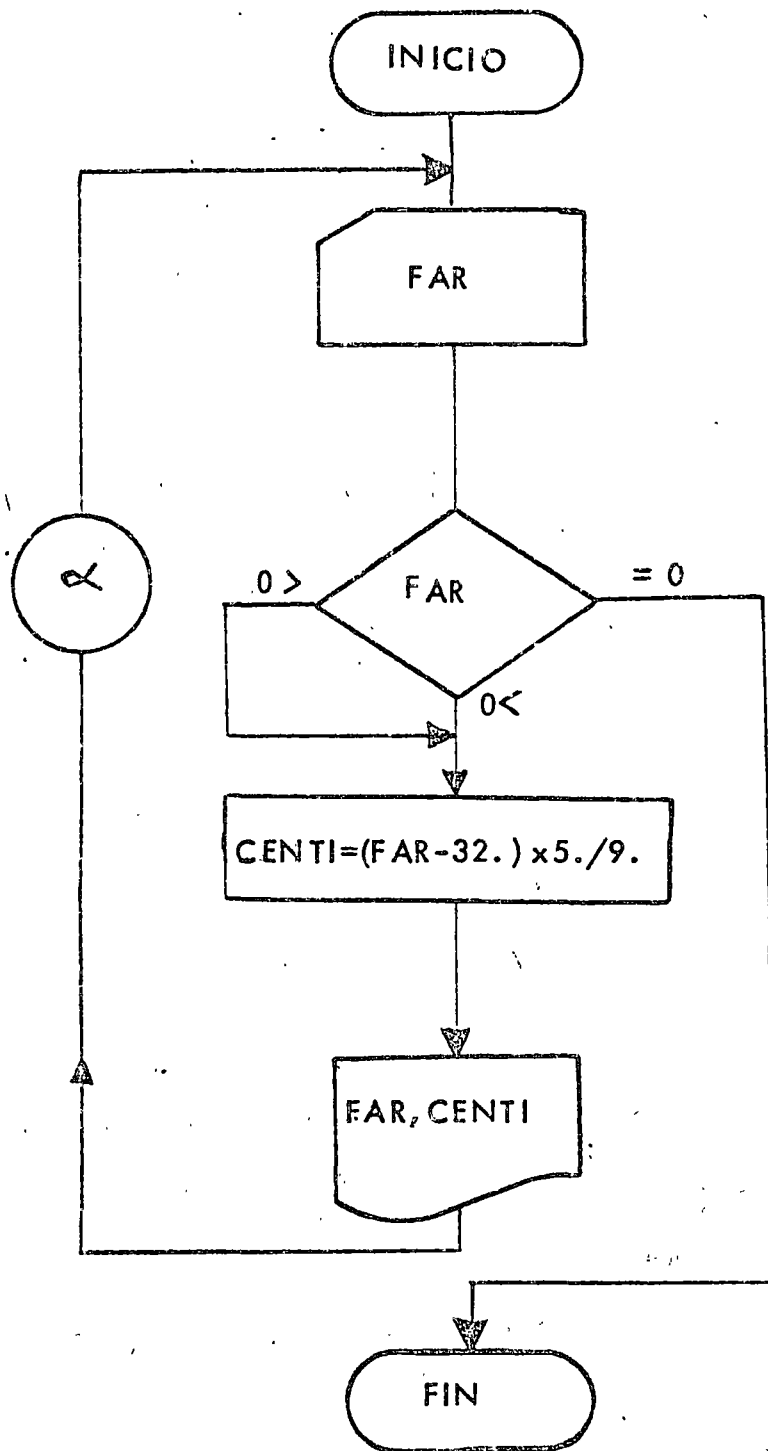 INICIO
FAR
α
0 >
FAR
= 0
0<
CENTI=(FAR-32.) x5./9.
FAR, CENTI
FIN